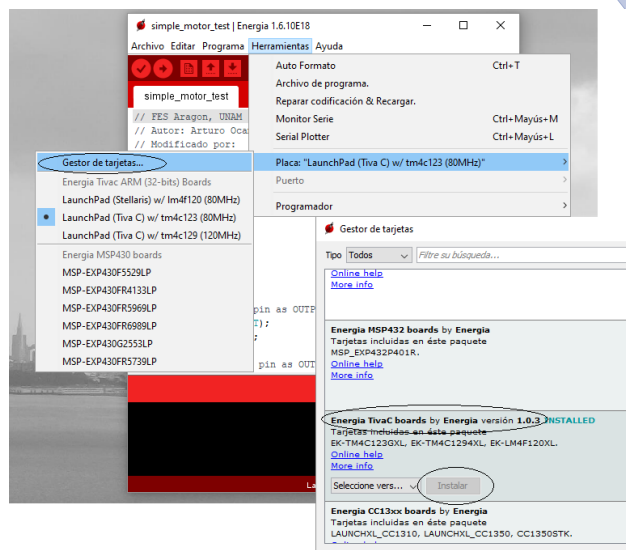 simple_motor_test | Energia 1.6.10E18
Archivo Editar Programa Herramientas Ayuda
simple_motor_test
// FES Aragon, UNAM
// Autor: Arturo Oca
// Modificado por:
pin as OUTP
T);
;
pin as OUT
Auto Formato Ctrl+T
Archivo de programa.
Reparar codificación & Recargar.
Monitor Serie Ctrl+Mayús+M
Serial Plotter Ctrl+Mayús+L
Placa: "LaunchPad (Tiva C) w/ tm4c123 (80MHz)"
Puerto
Programador
Gestor de tarjetas...
Energia Tivac ARM (32-bits) Boards
LaunchPad (Stellaris) w/ lm4f120 (80MHz)
LaunchPad (Tiva C) w/ tm4c123 (80MHz)
LaunchPad (Tiva C) w/ tm4c129 (120MHz)
Energia MSP430 boards
MSP-EXP430F5529LP
MSP-EXP430FR4133LP
MSP-EXP430FR5969LP
MSP-EXP430FR6989LP
MSP-EXP430G2553LP
MSP-EXP430FR5739LP
La
Gestor de tarjetas
Tipo Todos Filtre su búsqueda...
Online help
More info
Energia MSP432 boards by Energia
Tarjetas incluidas en éste paquete
MSP_EXP432P401R.
Online help
More info
Energia TivaC boards by Energia versión 1.0.3 INSTALLED
Tarjetas incluidas en éste paquete
EK-TM4C123GXL, EK-TM4C1294XL, EK-LM4F120XL.
Online help
More info
Seleccione vers... Instalar
Energia CC13xx boards by Energia
Tarjetas incluidas en éste paquete
LAUNCHXL_CC1310, LAUNCHXL_CC1350, CC1350STK.